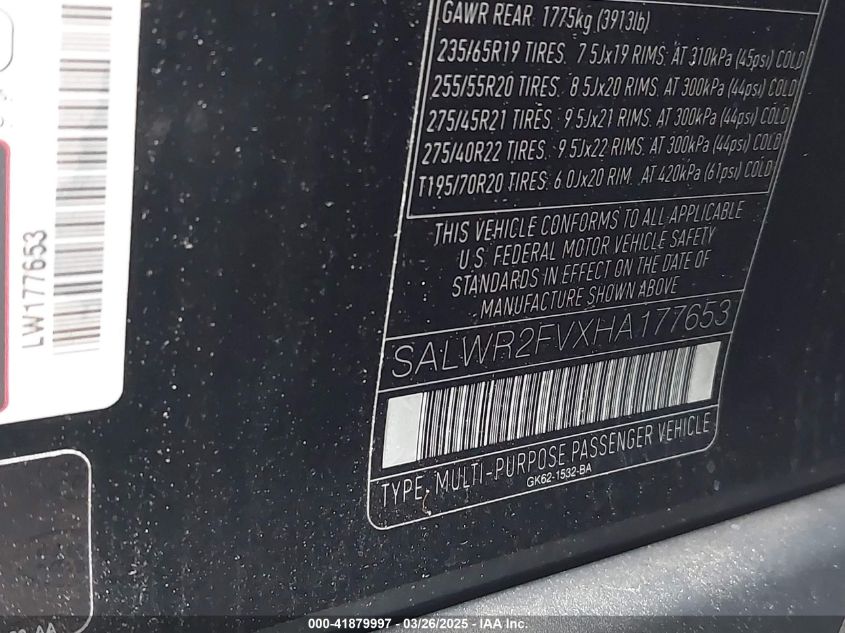 GAWR REAR. 1775kg (3913lb)
235/65R19 TIRES. 7.5Jx19 RIMS. AT 310kPa (45psi) COLD
255/55R20 TIRES. 8.5Jx20 RIMS. AT 300kPa (44psi) COLD
275/45R21 TIRES. 9.5Jx21 RIMS. AT 300kPa (44psi) COLD
275/40R22 TIRES. 9.5Jx22 RIMS. AT 300kPa (44psi) COLD
T195/70R20 TIRES. 6.0Jx20 RIM. AT 420kPa (61psi) COLD
THIS VEHICLE CONFORMS TO ALL APPLICABLE
U.S. FEDERAL MOTOR VEHICLE SAFETY
STANDARDS IN EFFECT ON THE DATE OF
MANUFACTURE SHOWN ABOVE
SALWR2FVXHA177653
TYPE. MULTI-PURPOSE PASSENGER VEHICLE
GK62-1532-BA
LW177653
000-41879997 - 03/26/2025 - IAA Inc.